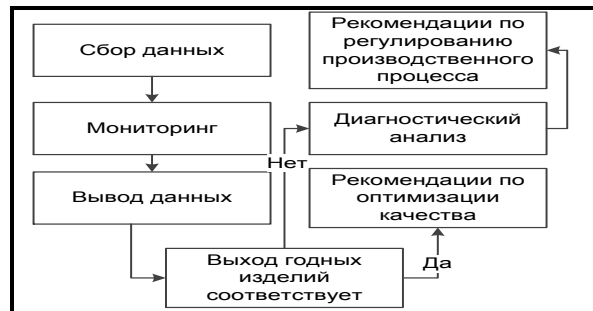 Сбор данных
Мониторинг
Вывод данных
Выход годных
изделий
соответствует
Нет
Диагностический
анализ
Рекомендации по
регулированию
производственного
процесса
Да
Рекомендации по
оптимизации
качества